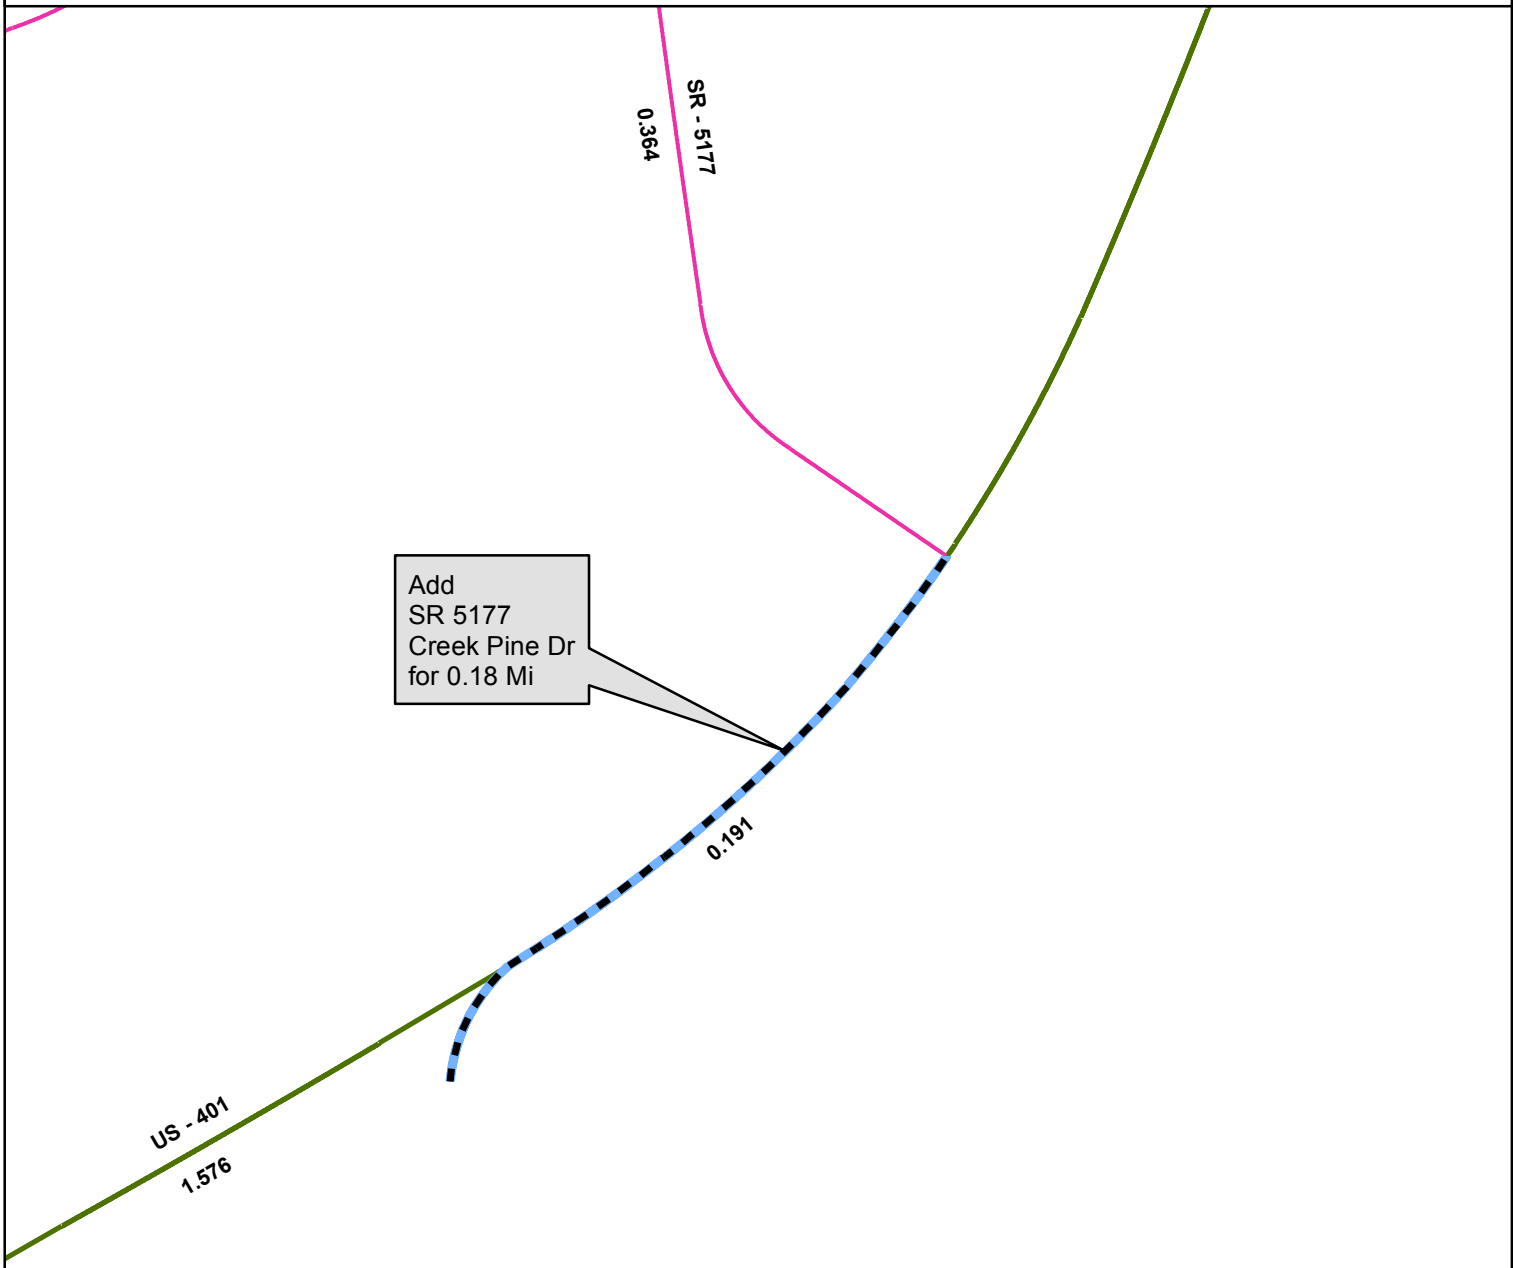 SR - 5177
0.364
Add
SR 5177
Creek Pine Dr
for 0.18 Mi
0.191
US - 401
1.576